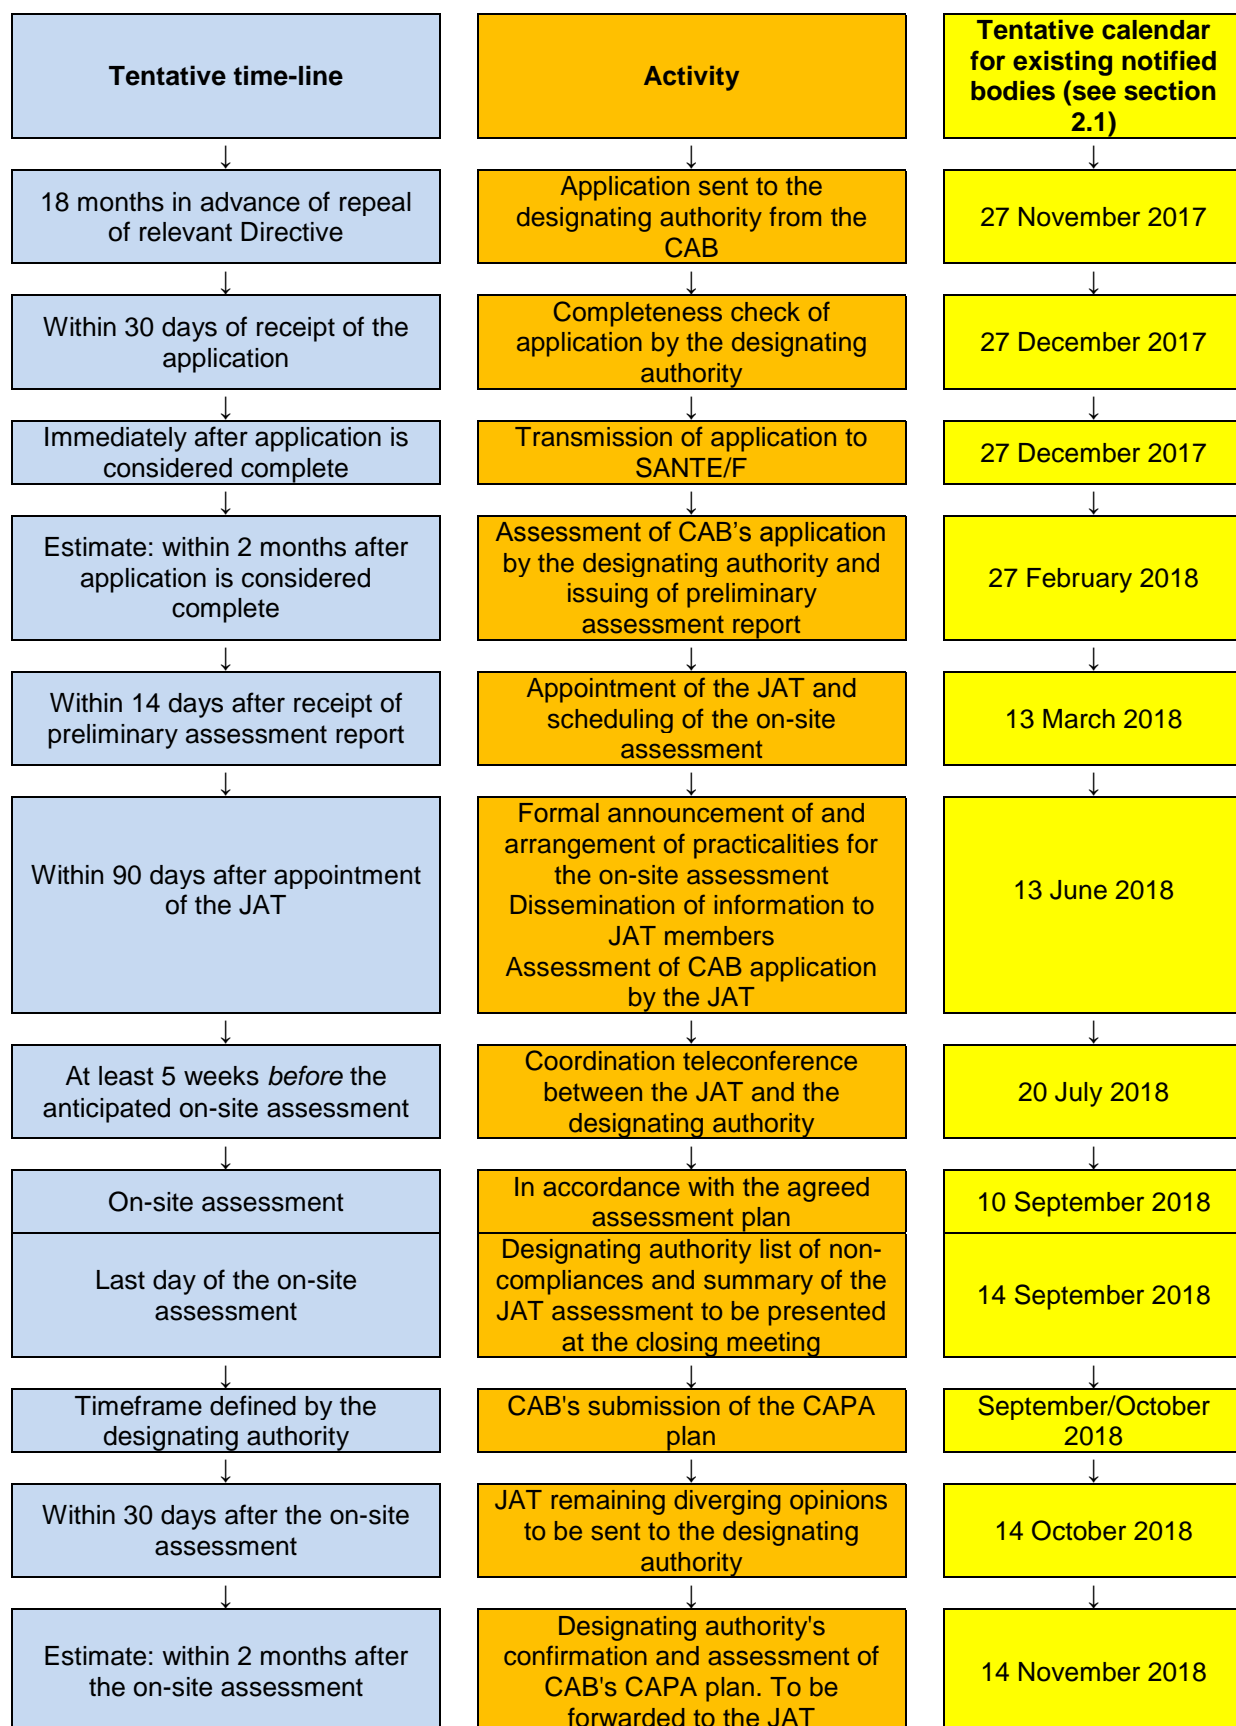 Tentative time-line
Activity
Tentative calendar
for existing notified
bodies (see section
2.1)
↓
↓
↓
18 months in advance of repeal
of relevant Directive
Application sent to the
designating authority from the
CAB
27 November 2017
↓
↓
↓
Within 30 days of receipt of the
application
Completeness check of
application by the designating
authority
27 December 2017
↓
↓
↓
Immediately after application is
considered complete
Transmission of application to
SANTE/F
27 December 2017
↓
↓
↓
Estimate: within 2 months after
application is considered
complete
Assessment of CAB’s application
by the designating authority and
issuing of preliminary
assessment report
27 February 2018
↓
↓
↓
Within 14 days after receipt of
preliminary assessment report
Appointment of the JAT and
scheduling of the on-site
assessment
13 March 2018
↓
↓
↓
Within 90 days after appointment
of the JAT
Formal announcement of and
arrangement of practicalities for
the on-site assessment
Dissemination of information to
JAT members
Assessment of CAB application
by the JAT
13 June 2018
↓
↓
↓
At least 5 weeks before the
anticipated on-site assessment
Coordination teleconference
between the JAT and the
designating authority
20 July 2018
↓
↓
↓
On-site assessment
In accordance with the agreed
assessment plan
10 September 2018
Last day of the on-site
assessment
Designating authority list of non-
compliances and summary of the
JAT assessment to be presented
at the closing meeting
14 September 2018
↓
↓
↓
Timeframe defined by the
designating authority
CAB's submission of the CAPA
plan
September/October
2018
↓
↓
↓
Within 30 days after the on-site
assessment
JAT remaining diverging opinions
to be sent to the designating
authority
14 October 2018
↓
↓
↓
Estimate: within 2 months after
the on-site assessment
Designating authority's
confirmation and assessment of
CAB's CAPA plan. To be
forwarded to the JAT
14 November 2018